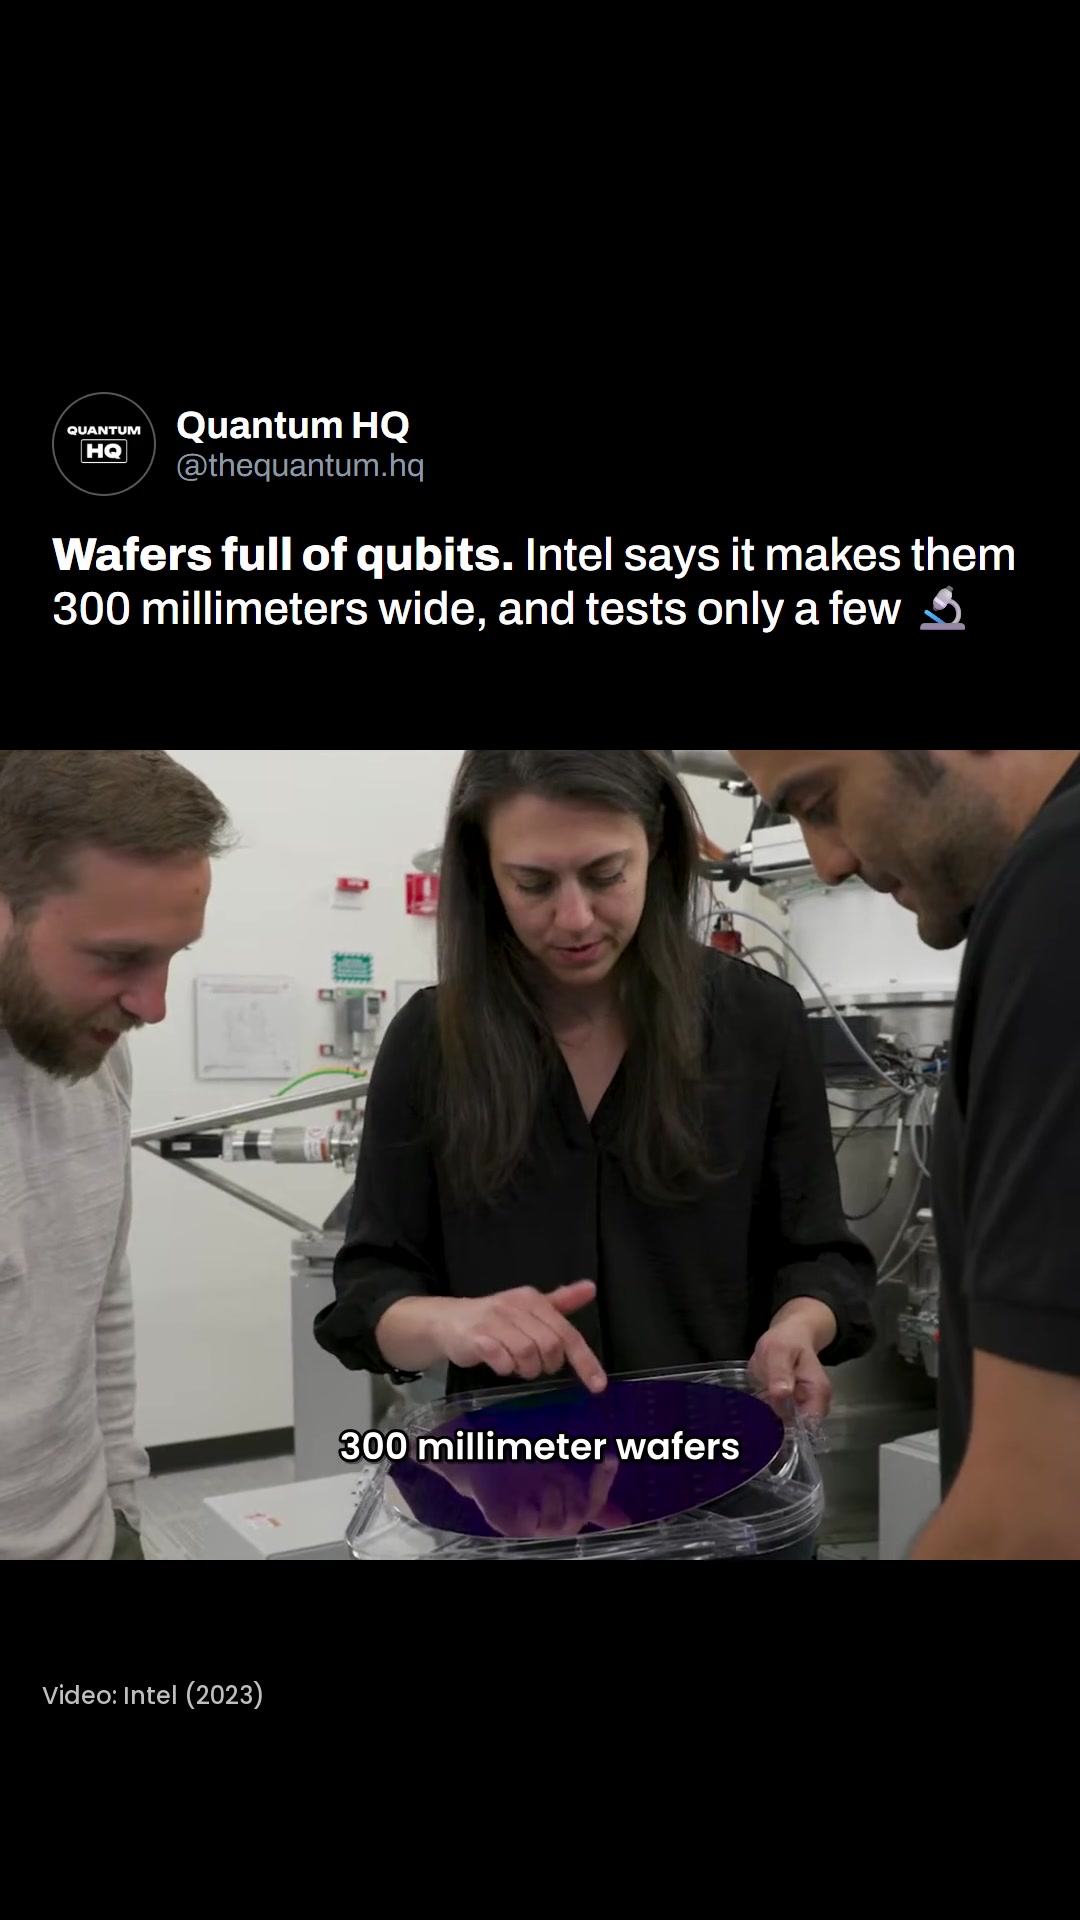 QUANTUM
HQ
Quantum HQ
@thequantum.hq
Wafers full of qubits. Intel says it makes them
300 millimeters wide, and tests only a few 🔬
300 millimeter wafers
Video: Intel (2023)